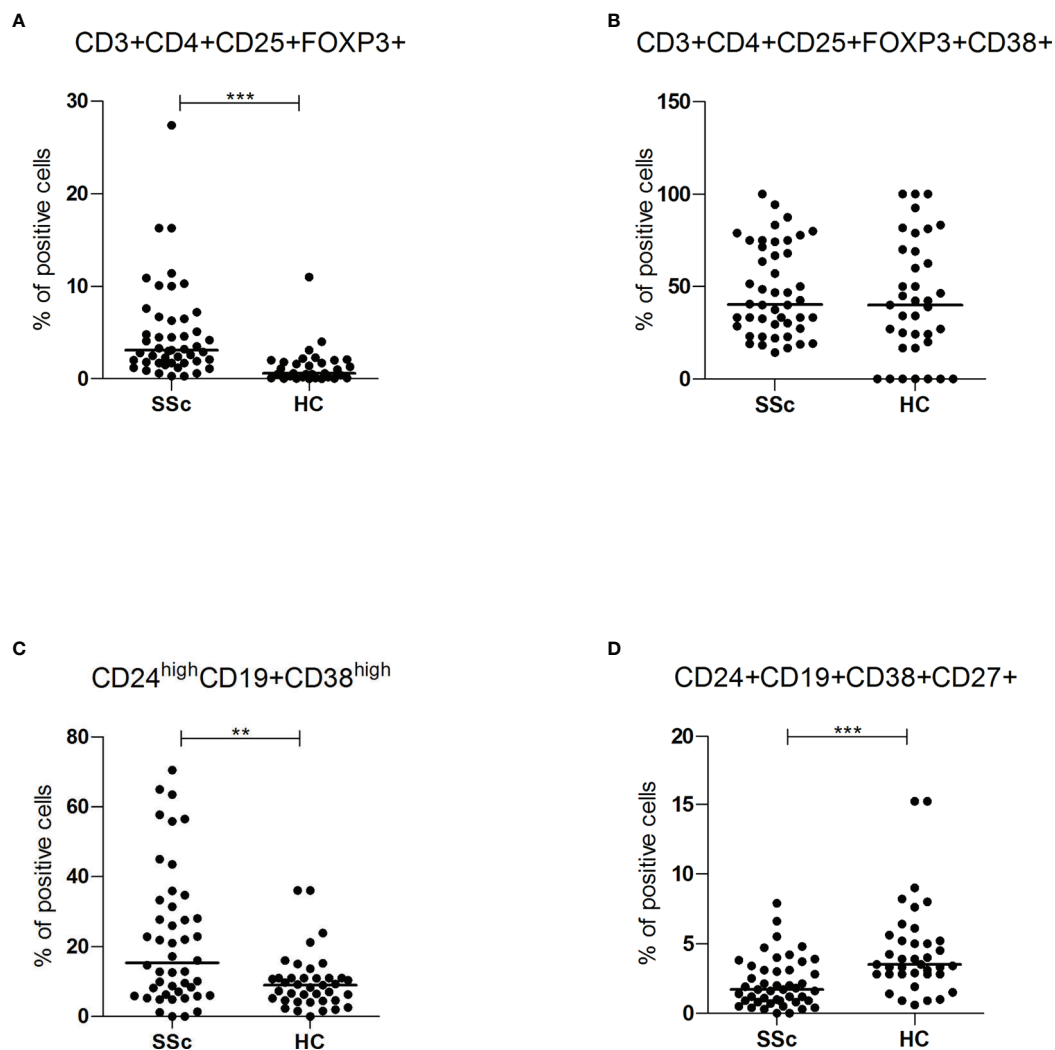 A
CD3+CD4+CD25+FOXP3+
***
30
20
10
0
% of positive cells
SSc
HC
B
CD3+CD4+CD25+FOXP3+CD38+
150
100
50
0
% of positive cells
SSc
HC
C
CD24highCD19+CD38high
**
80
60
40
20
0
% of positive cells
SSc
HC
D
CD24+CD19+CD38+CD27+
***
20
15
10
5
0
% of positive cells
SSc
HC